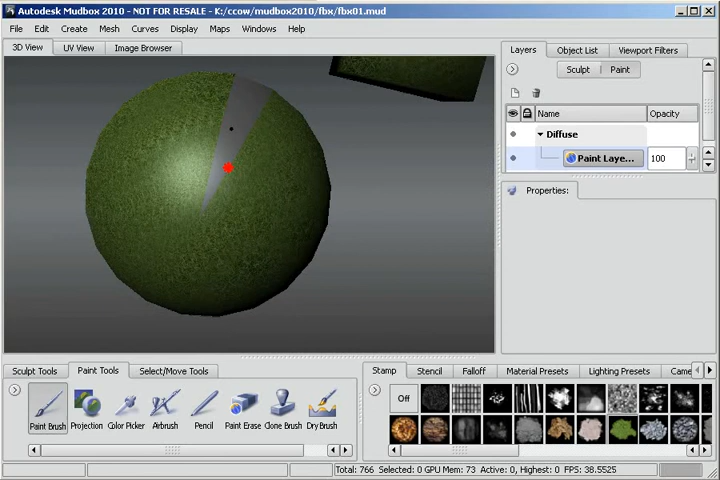 Autodesk Mudbox 2010 - NOT FOR RESALE - K:/ccow/mudbox2010/fbx/fbx01.mud
File Edit Create Mesh Curves Display Maps Windows Help
3D View UV View Image Browser
Layers Object List Viewport Filters
Sculpt Paint
Name Opacity
Diffuse
Paint Laye... 100
Properties:
Sculpt Tools Paint Tools Select/Move Tools
Stamp Stencil Falloff Material Presets Lighting Presets Came
Off
Paint Brush Projection Color Picker Airbrush Pencil Paint Erase Clone Brush Dry Brush
Total: 766 Selected: 0 GPU Mem: 73 Active: 0, Highest: 0 FPS: 38.5525